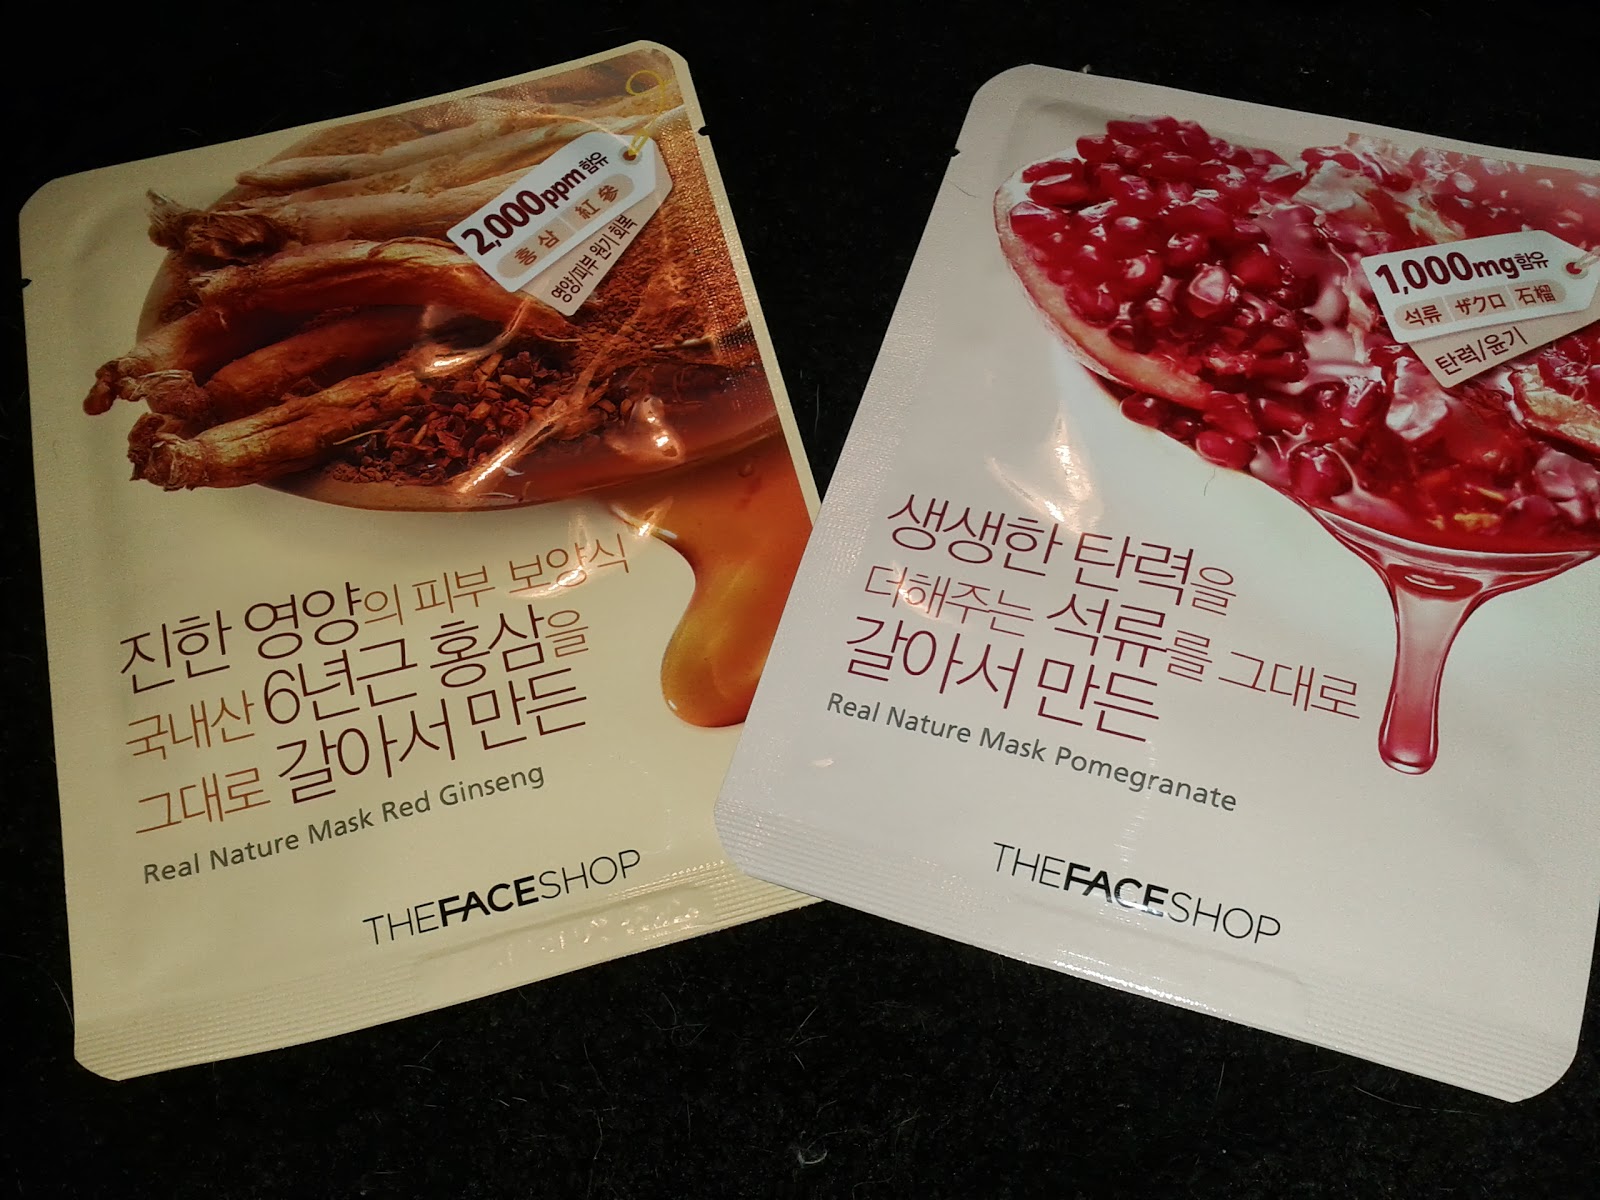 2,000ppm 함유
홍삼 | 紅參
영양/피부 원기 회복
진한 영양의 피부 보양식
국내산 6년근 홍삼을
그대로 갈아서 만든
Real Nature Mask Red Ginseng
THEFACESHOP
1,000mg 함유
석류 | ザクロ | 石榴
탄력/윤기
생생한 탄력을
더해주는 석류를 그대로
갈아서 만든
Real Nature Mask Pomegranate
THEFACESHOP